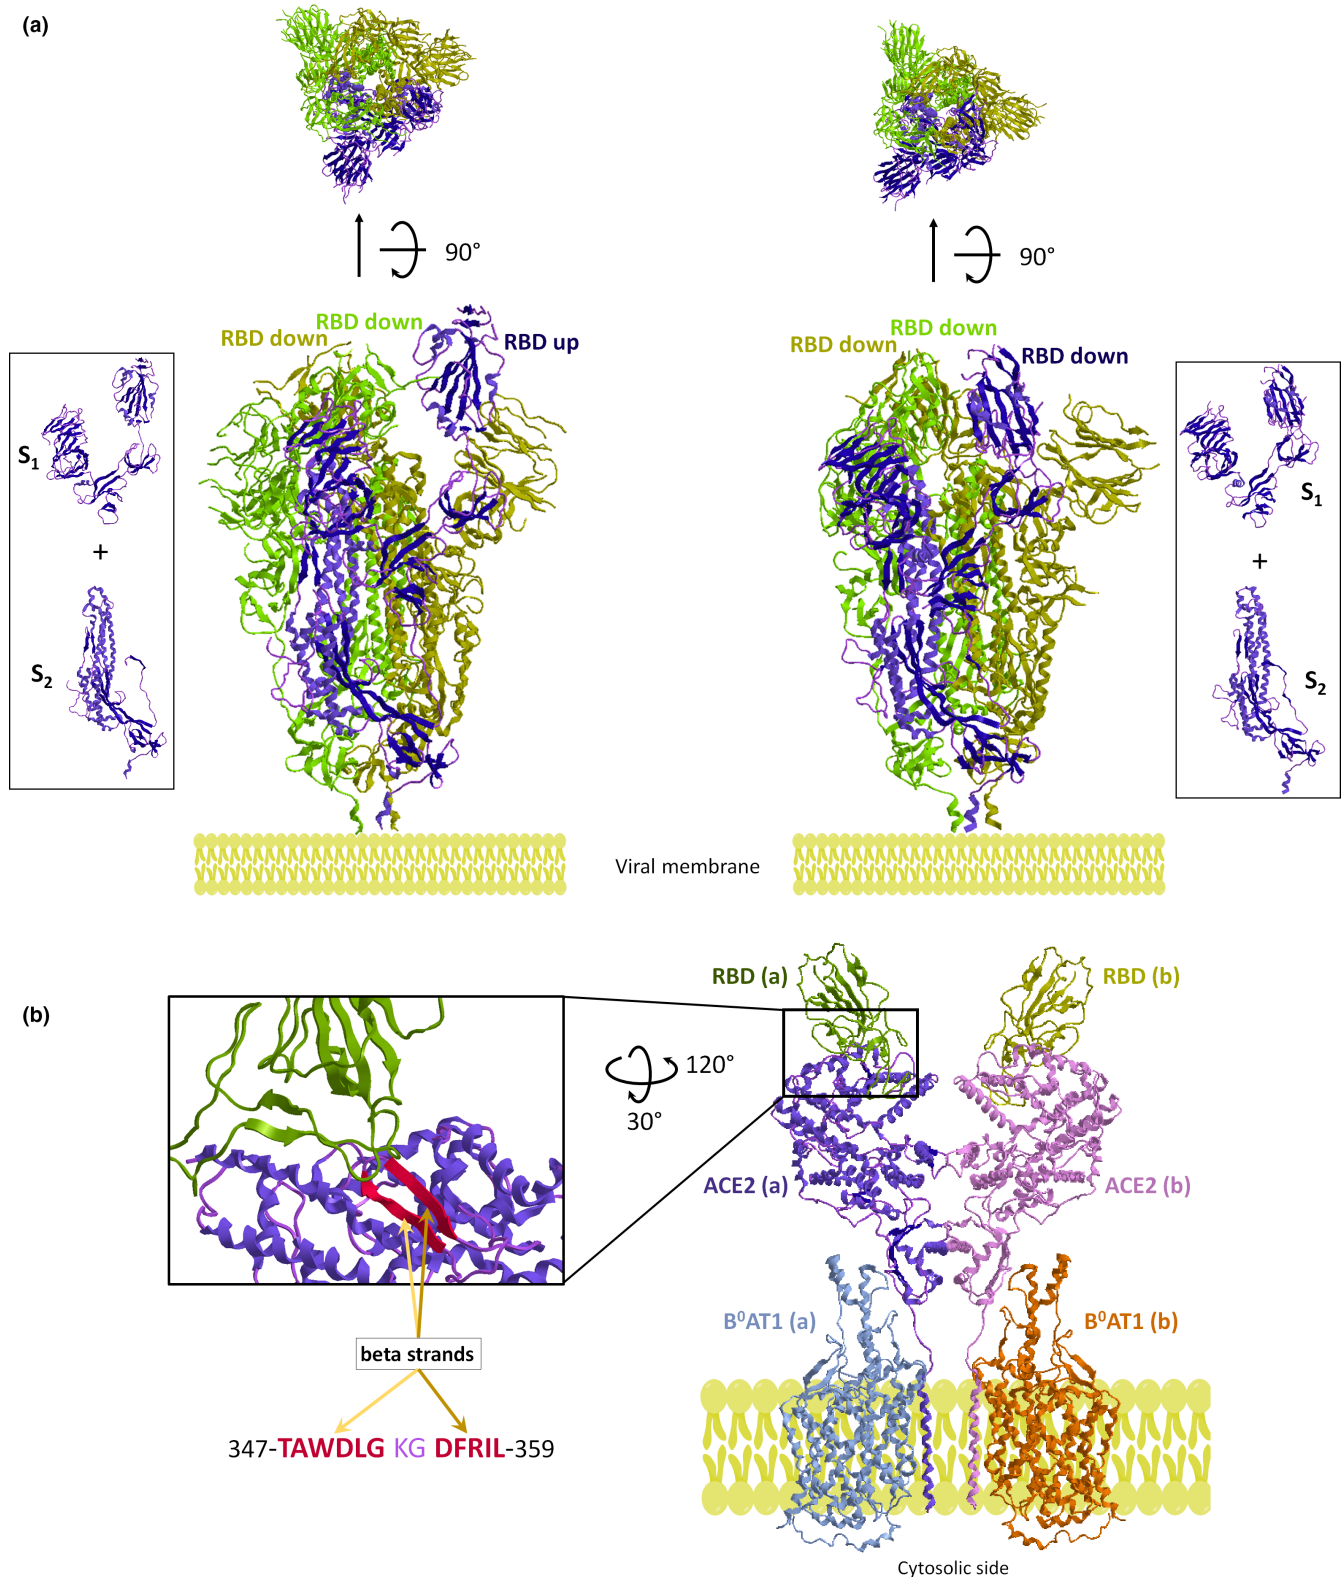 (a)
90°
90°
RBD down
RBD down
RBD up
RBD down
RBD down
RBD down
S₁
+
S₂
S₁
+
S₂
Viral membrane
(b)
RBD (a)
RBD (b)
120°
30°
ACE2 (a)
ACE2 (b)
B⁰AT1 (a)
B⁰AT1 (b)
beta strands
347-TAWDLG KG DFRIL-359
Cytosolic side